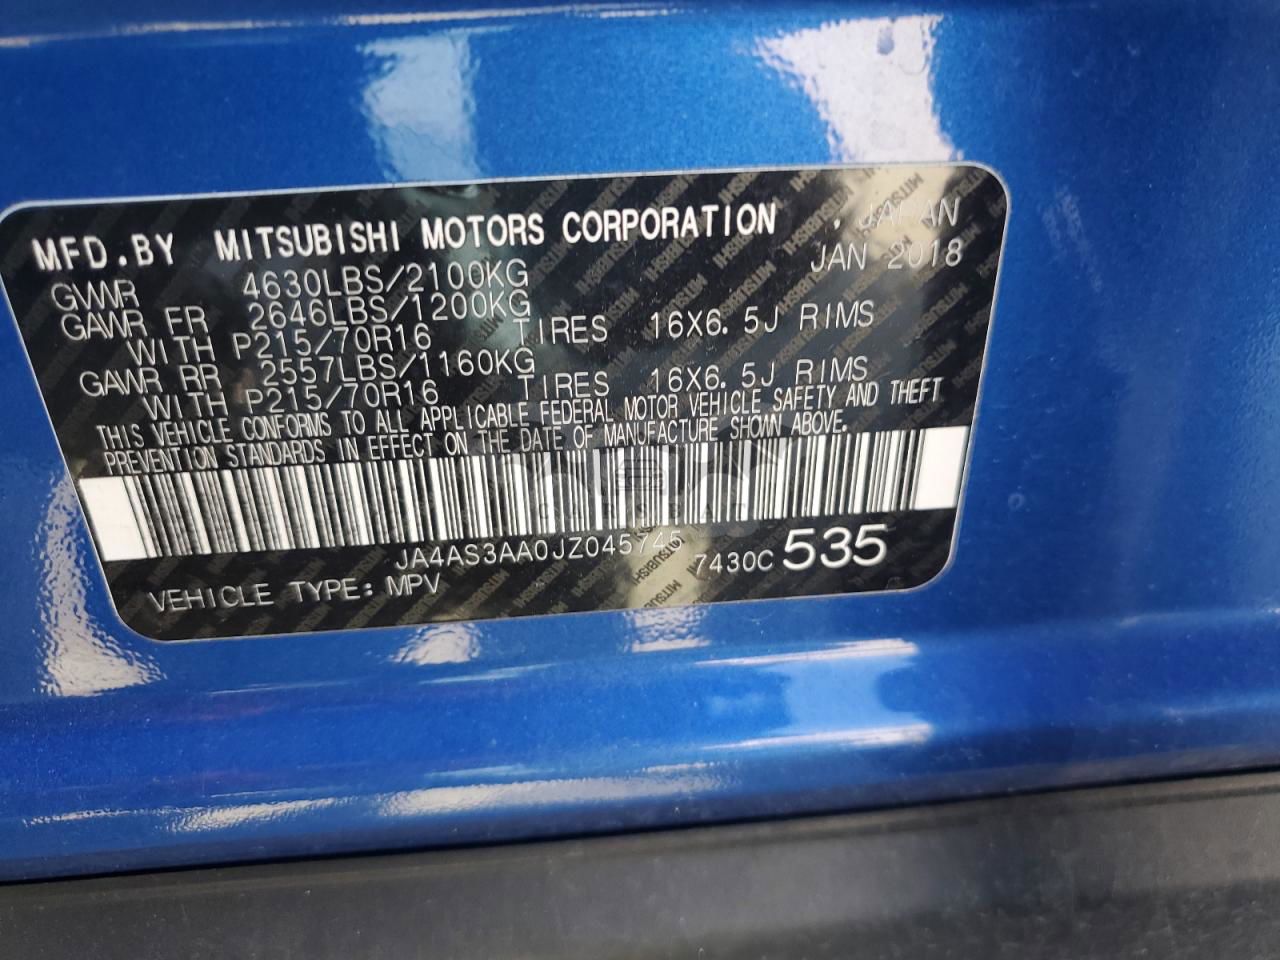 MFD.BY MITSUBISHI MOTORS CORPORATION , JAPAN
GVWR 4630LBS/2100KG JAN 2018
GAWR FR 2646LBS/1200KG
WITH P215/70R16 TIRES 16X6.5J RIMS
GAWR RR 2557LBS/1160KG
WITH P215/70R16 TIRES 16X6.5J RIMS
THIS VEHICLE CONFORMS TO ALL APPLICABLE FEDERAL MOTOR VEHICLE SAFETY AND THEFT
PREVENTION STANDARDS IN EFFECT ON THE DATE OF MANUFACTURE SHOWN ABOVE.
JA4AS3AA0JZ045745 7430C 535
VEHICLE TYPE: MPV